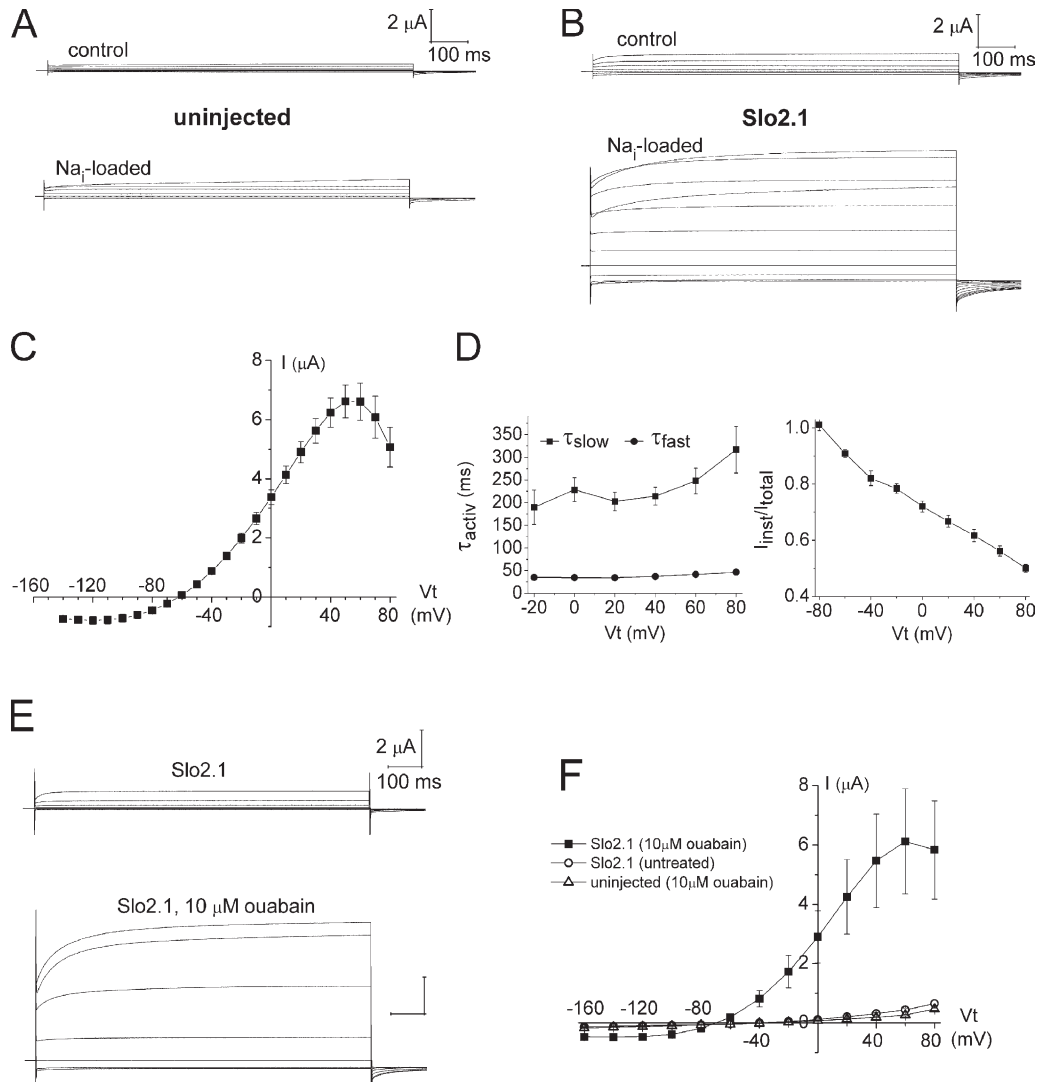 A
2 μA
100 ms
control
uninjected
Nai-loaded
B
2 μA
100 ms
control
Slo2.1
Nai-loaded
C
I (μA)
8
6
4
2
0
-160 -120 -80
-40 40 80
Vt
(mV)
D
τslow τfast
τactiv (ms)
350
300
250
200
150
100
50
0
-20 0 20 40 60 80
Vt (mV)
Iinst/Itotal
1.0
0.8
0.6
0.4
-80 -40 0 40 80
Vt (mV)
E
2 μA
100 ms
Slo2.1
Slo2.1, 10 μM ouabain
F
I (μA)
Slo2.1 (10μM ouabain)
Slo2.1 (untreated)
uninjected (10μM ouabain)
8
6
4
2
0
-160 -120 -80
-40 40 80
Vt
(mV)